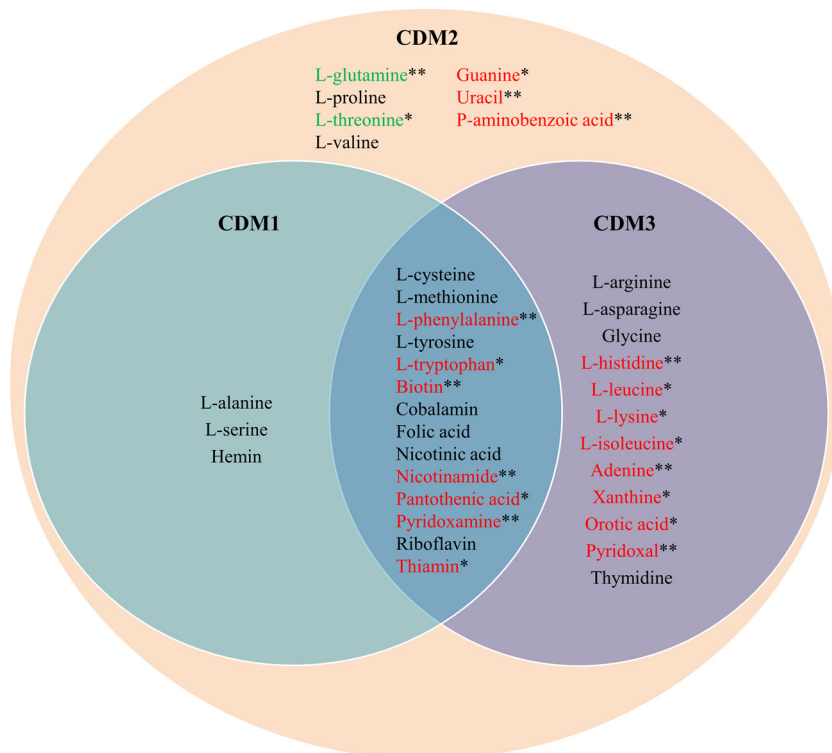 CDM2
L-glutamine** Guanine*
L-proline Uracil**
L-threonine* P-aminobenzoic acid**
L-valine
CDM1
L-alanine
L-serine
Hemin
L-cysteine
L-methionine
L-phenylalanine**
L-tyrosine
L-tryptophan*
Biotin**
Cobalamin
Folic acid
Nicotinic acid
Nicotinamide**
Pantothenic acid*
Pyridoxamine**
Riboflavin
Thiamin*
CDM3
L-arginine
L-asparagine
Glycine
L-histidine**
L-leucine*
L-lysine*
L-isoleucine*
Adenine**
Xanthine*
Orotic acid*
Pyridoxal**
Thymidine